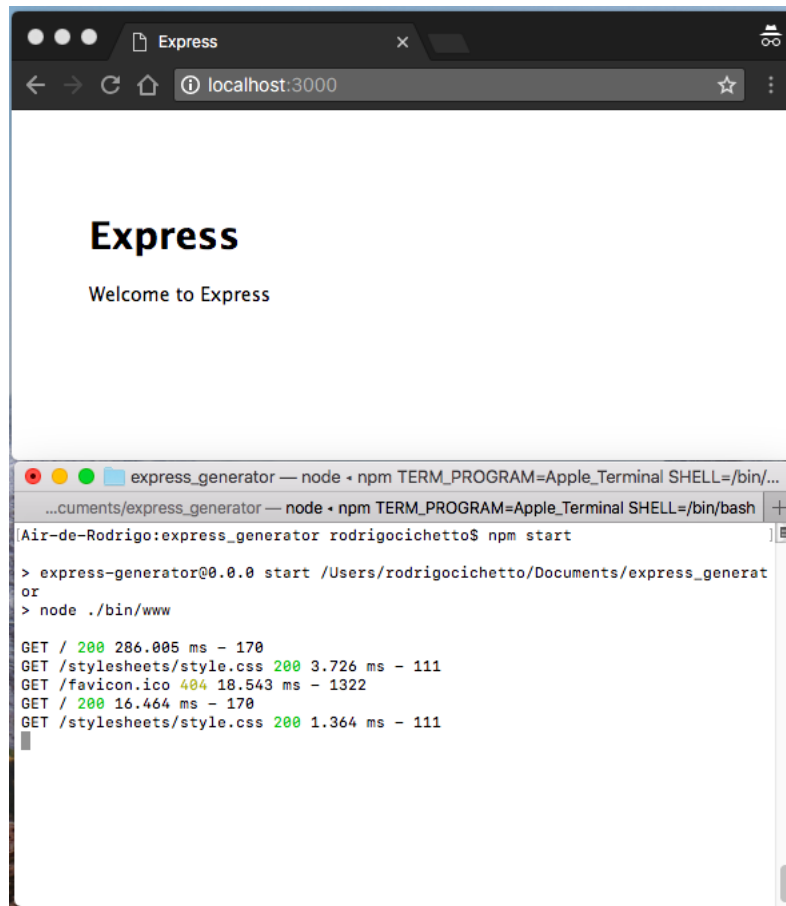 Express
localhost:3000
Express
Welcome to Express
express_generator — node ◂ npm TERM_PROGRAM=Apple_Terminal SHELL=/bin/...
...cuments/express_generator — node ◂ npm TERM_PROGRAM=Apple_Terminal SHELL=/bin/bash
[Air-de-Rodrigo:express_generator rodrigocichetto$ npm start ]
> express-generator@0.0.0 start /Users/rodrigocichetto/Documents/express_generat
or
> node ./bin/www
GET / 200 286.005 ms - 170
GET /stylesheets/style.css 200 3.726 ms - 111
GET /favicon.ico 404 18.543 ms - 1322
GET / 200 16.464 ms - 170
GET /stylesheets/style.css 200 1.364 ms - 111